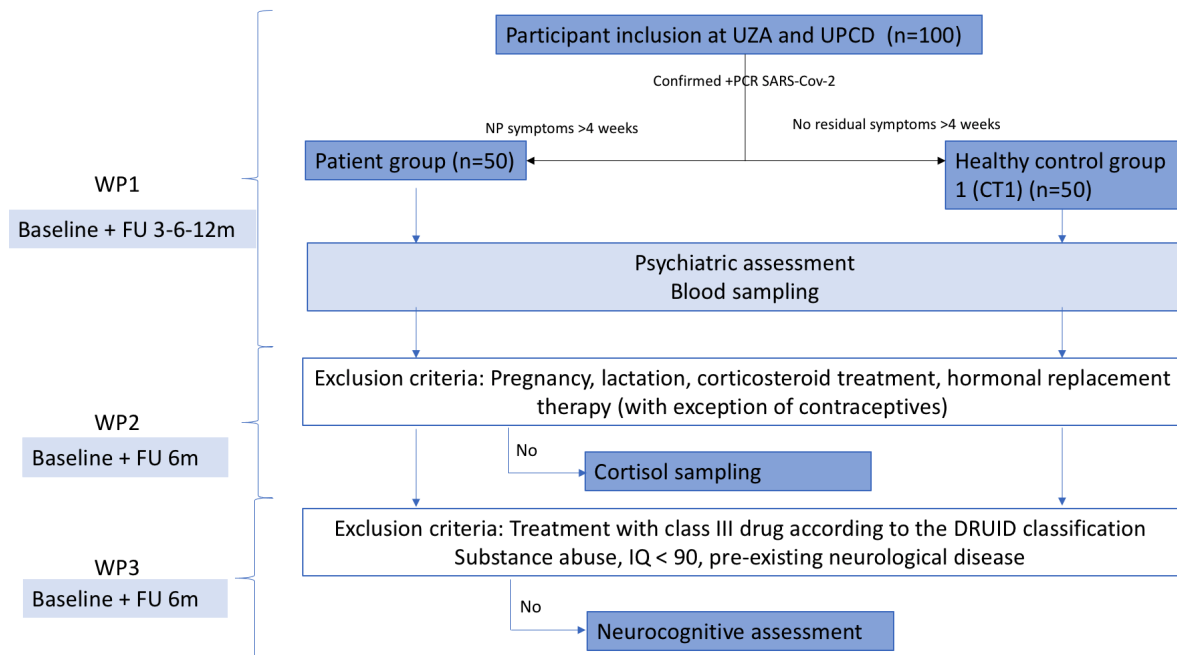 Participant inclusion at UZA and UPCD (n=100)
Confirmed +PCR SARS-Cov-2
NP symptoms >4 weeks
No residual symptoms >4 weeks
Patient group (n=50)
Healthy control group
1 (CT1) (n=50)
WP1
Baseline + FU 3-6-12m
Psychiatric assessment
Blood sampling
Exclusion criteria: Pregnancy, lactation, corticosteroid treatment, hormonal replacement
therapy (with exception of contraceptives)
WP2
Baseline + FU 6m
No
Cortisol sampling
Exclusion criteria: Treatment with class III drug according to the DRUID classification
Substance abuse, IQ < 90, pre-existing neurological disease
WP3
Baseline + FU 6m
No
Neurocognitive assessment